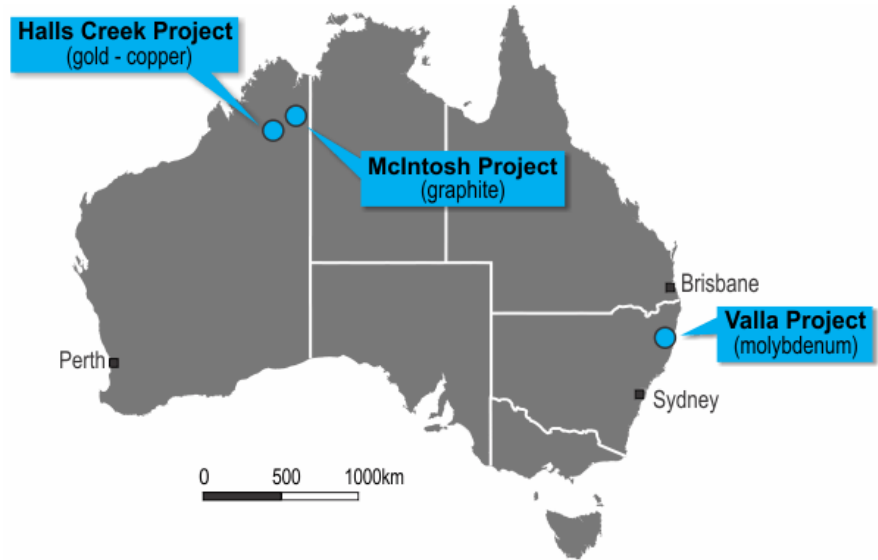 Halls Creek Project
(gold - copper)
McIntosh Project
(graphite)
Brisbane
Valla Project
(molybdenum)
Perth
Sydney
0 500 1000km